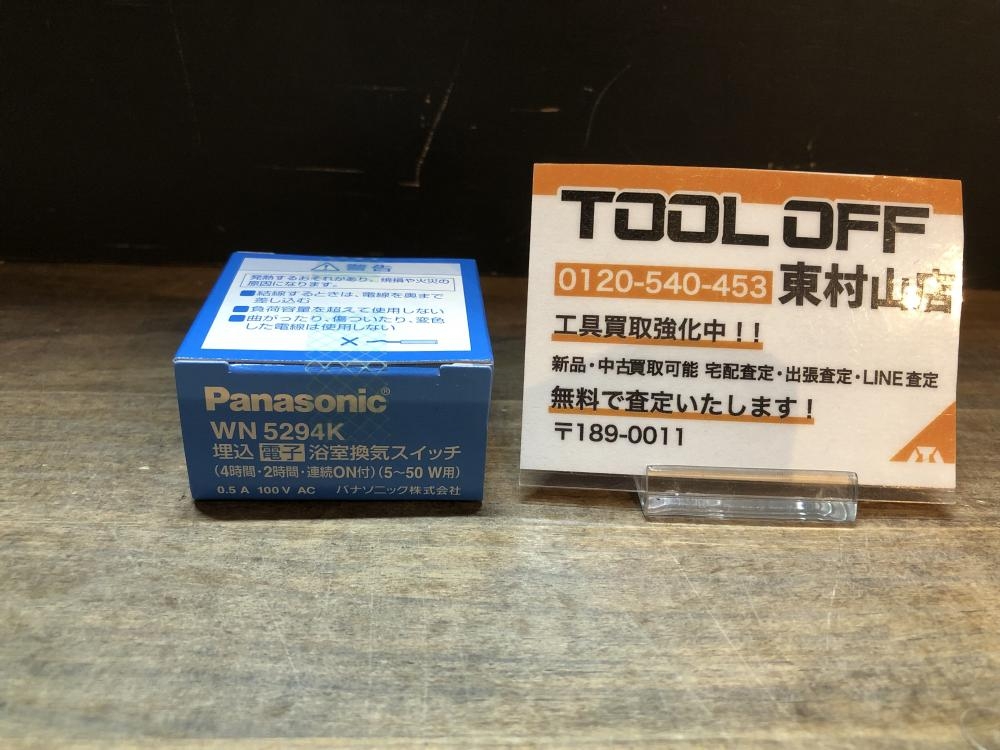 ⚠警告
発熱するおそれがあり、焼損や火災の
原因になります。
■結線するときは、電線を奥まで
差し込む
■負荷容量を超えて使用しない
■曲がったり、傷ついたり、変色
した電線は使用しない
Panasonic®
WN 5294K
埋込 電子 浴室換気スイッチ
(4時間・2時間・連続ON付)(5~50 W用)
0.5 A 100 V AC パナソニック株式会社
TOOL OFF
0120-540-453 東村山店
工具買取強化中!!
新品・中古買取可能 宅配査定・出張査定・LINE査定
無料で査定いたします!
〒189-0011